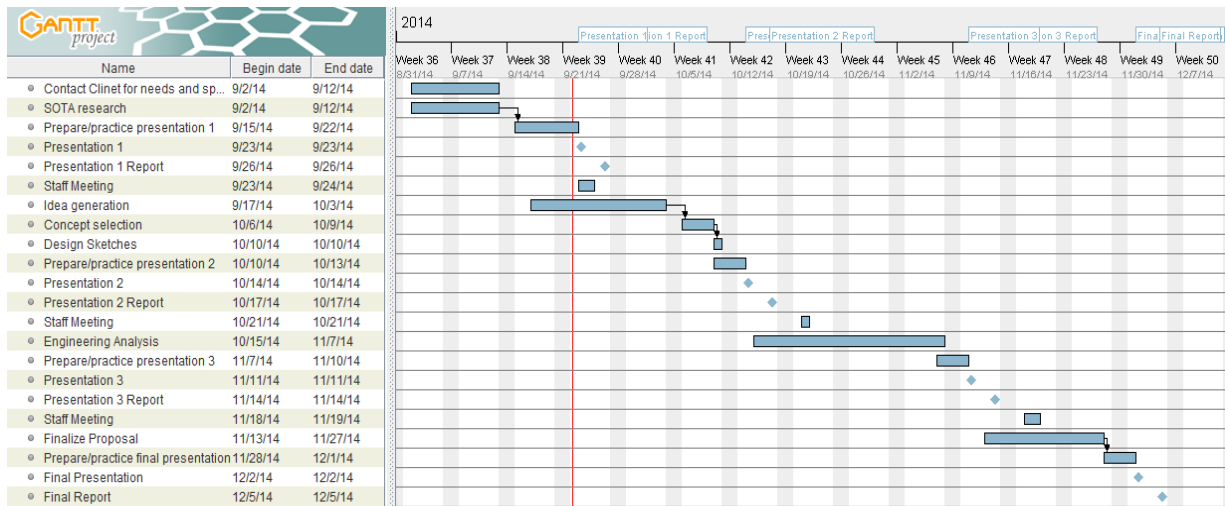 GANTT
project
2014
Presentation 1 ion 1 Report Pres Presentation 2 Report Presentation 3 on 3 Report Fina Final Report
Week 36 Week 37 Week 38 Week 39 Week 40 Week 41 Week 42 Week 43 Week 44 Week 45 Week 46 Week 47 Week 48 Week 49 Week 50
Name Begin date End date 8/31/14 9/7/14 9/14/14 9/21/14 9/28/14 10/5/14 10/12/14 10/19/14 10/26/14 11/2/14 11/9/14 11/16/14 11/23/14 11/30/14 12/7/14
Contact Clinet for needs and sp... 9/2/14 9/12/14
SOTA research 9/2/14 9/12/14
Prepare/practice presentation 1 9/15/14 9/22/14
Presentation 1 9/23/14 9/23/14
Presentation 1 Report 9/26/14 9/26/14
Staff Meeting 9/23/14 9/24/14
Idea generation 9/17/14 10/3/14
Concept selection 10/6/14 10/9/14
Design Sketches 10/10/14 10/10/14
Prepare/practice presentation 2 10/10/14 10/13/14
Presentation 2 10/14/14 10/14/14
Presentation 2 Report 10/17/14 10/17/14
Staff Meeting 10/21/14 10/21/14
Engineering Analysis 10/15/14 11/7/14
Prepare/practice presentation 3 11/7/14 11/10/14
Presentation 3 11/11/14 11/11/14
Presentation 3 Report 11/14/14 11/14/14
Staff Meeting 11/18/14 11/19/14
Finalize Proposal 11/13/14 11/27/14
Prepare/practice final presentation 11/28/14 12/1/14
Final Presentation 12/2/14 12/2/14
Final Report 12/5/14 12/5/14